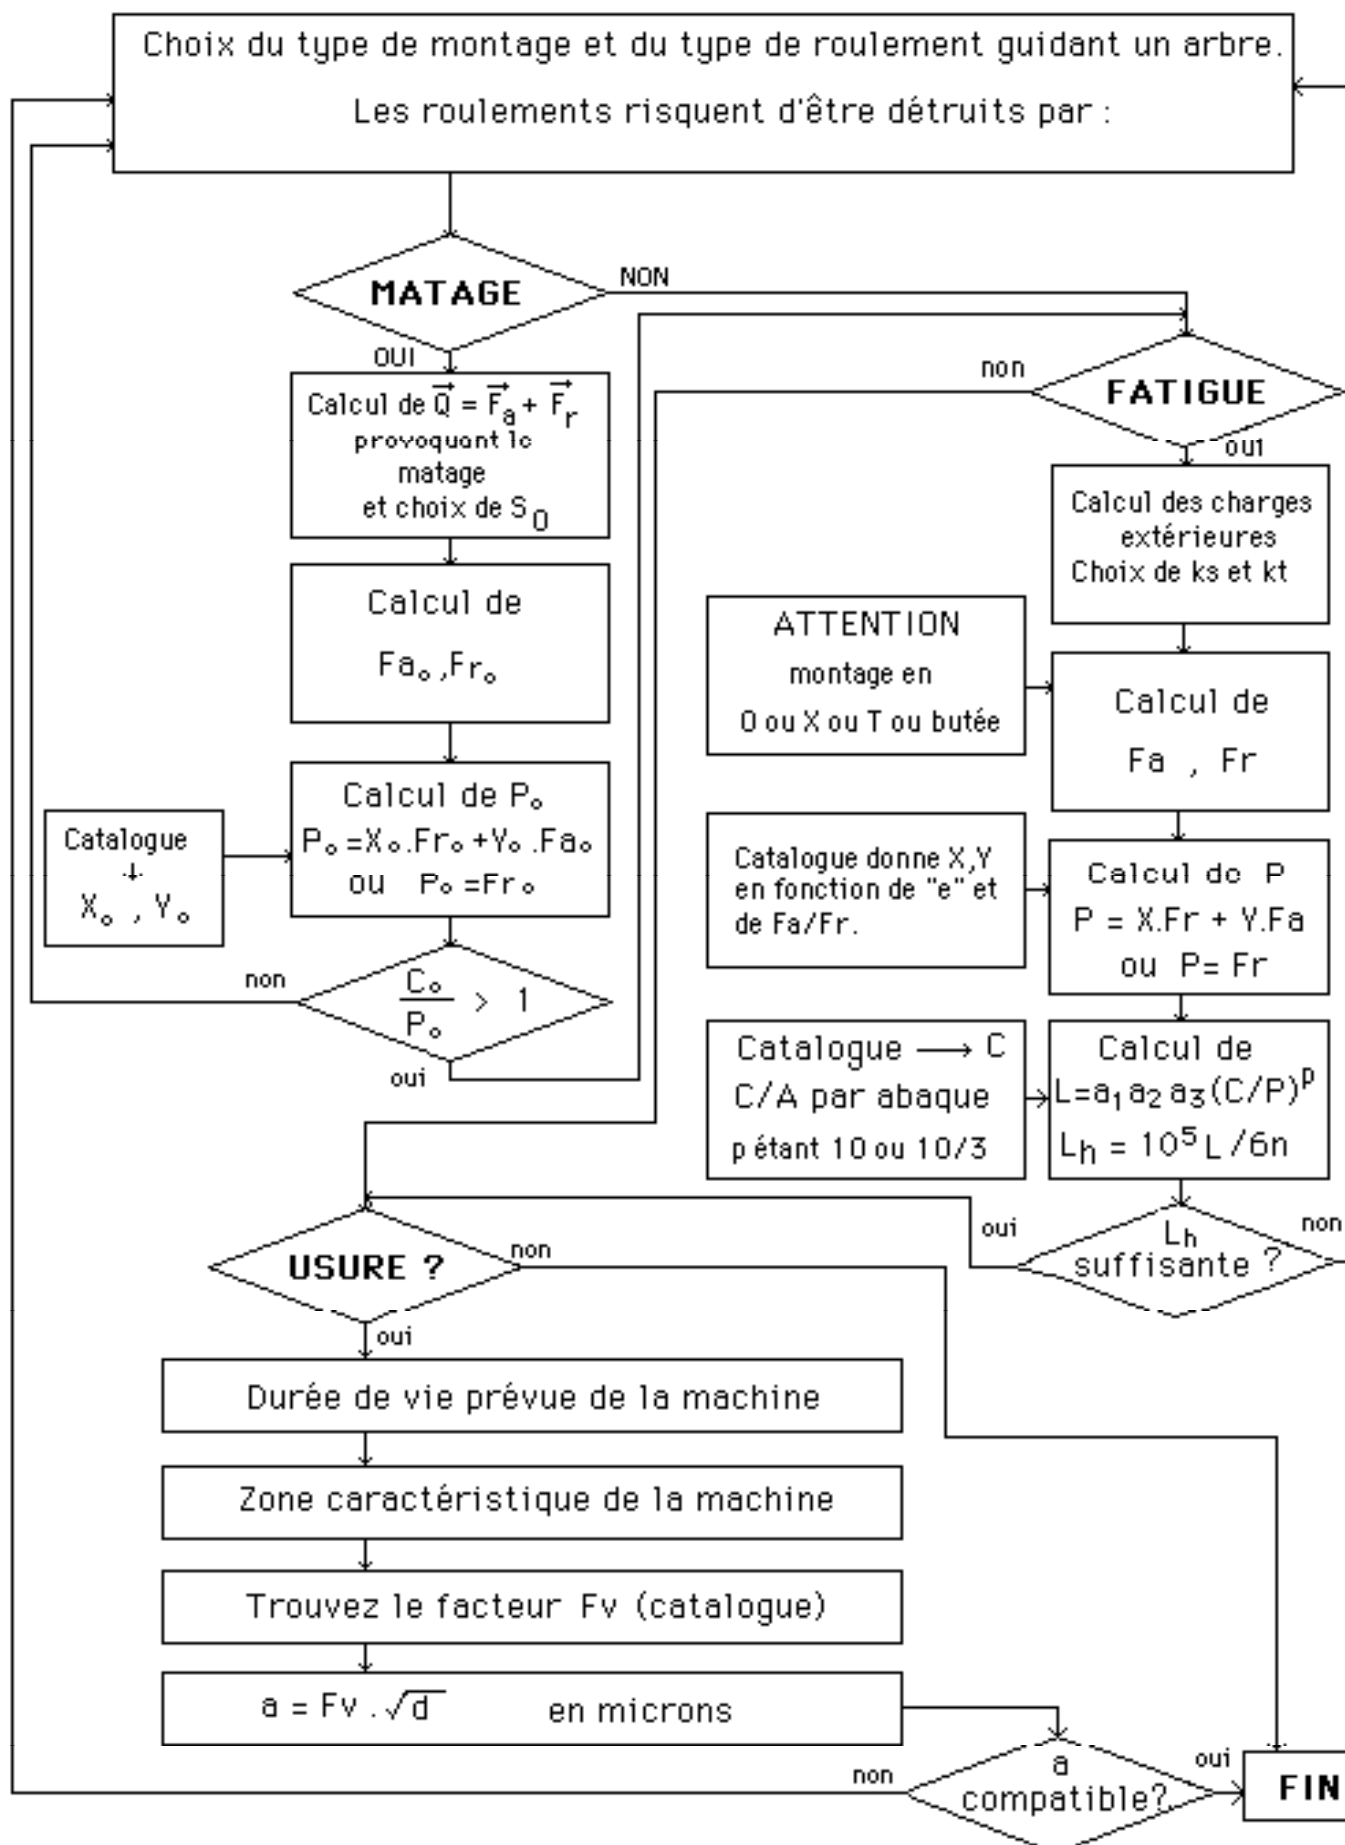 Choix du type de montage et du type de roulement guidant un arbre.
Les roulements risquent d'être détruits par :
MATAGE
NON
OUI
Calcul de Q = Fa + Fr
provoquant le
matage
et choix de S0
Calcul de
Fa₀ ,Fr₀
Calcul de P₀
P₀ =X₀.Fr₀ +Y₀ .Fa₀
ou P₀ =Fr₀
Catalogue
↓
X₀ , Y₀
non
C₀
P₀
> 1
oui
FATIGUE
non
oui
Calcul des charges
extérieures
Choix de ks et kt
ATTENTION
montage en
O ou X ou T ou butée
Calcul de
Fa , Fr
Catalogue donne X,Y
en fonction de "e" et
de Fa/Fr.
Calcul de P
P = X.Fr + Y.Fa
ou P= Fr
Catalogue → C
C/A par abaque
p étant 10 ou 10/3
Calcul de
L=a₁ a₂ a₃ (C/P)ᵖ
Lh = 10⁵ L /6n
Lh
suffisante ?
oui
non
USURE ?
non
oui
Durée de vie prévue de la machine
Zone caractéristique de la machine
Trouvez le facteur Fv (catalogue)
a = Fv . √d en microns
a
compatible?
non
oui
FIN